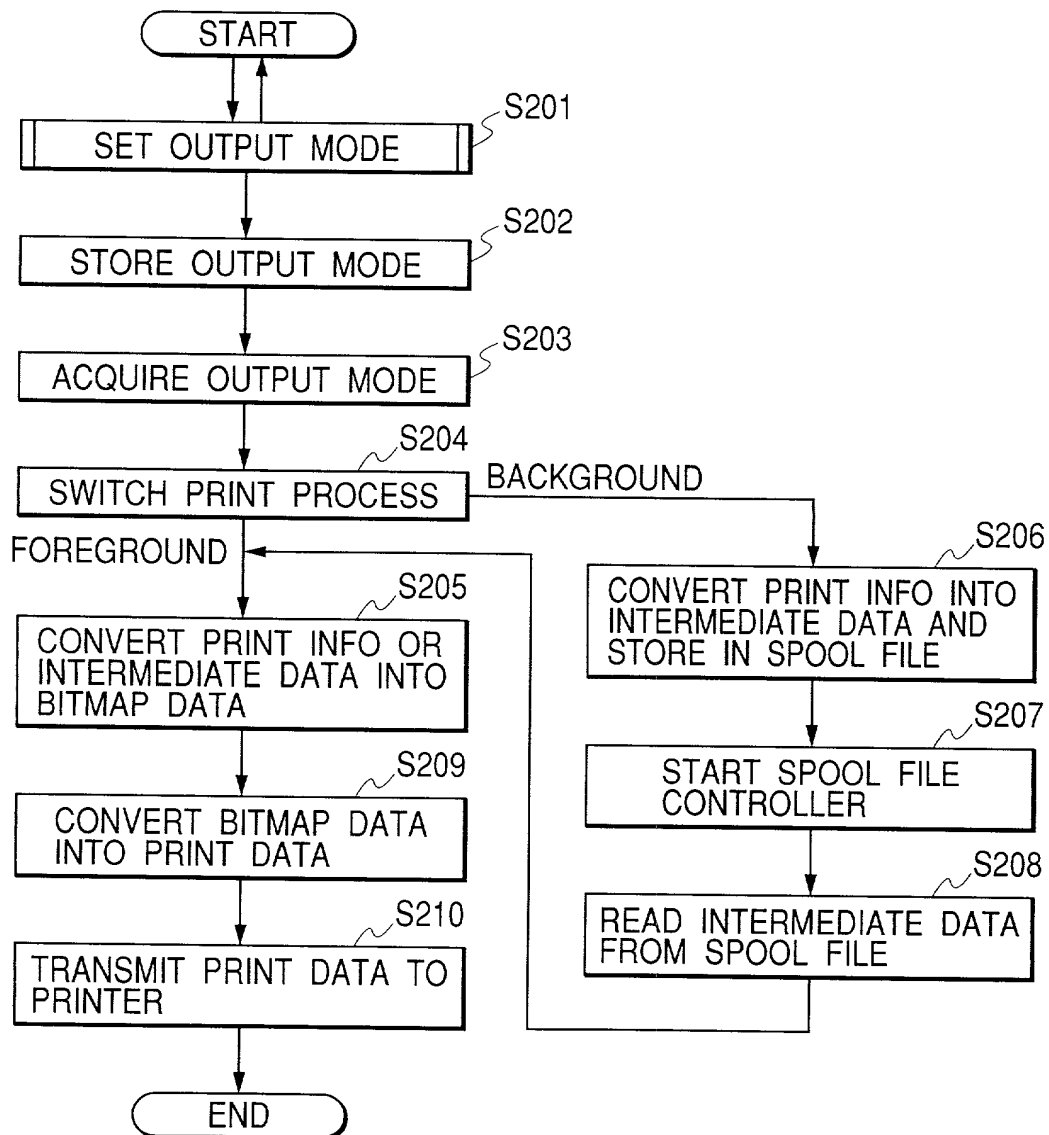 START
S201
SET OUTPUT MODE
S202
STORE OUTPUT MODE
S203
ACQUIRE OUTPUT MODE
S204
SWITCH PRINT PROCESS
BACKGROUND
FOREGROUND
S205
CONVERT PRINT INFO OR
INTERMEDIATE DATA INTO
BITMAP DATA
S206
CONVERT PRINT INFO INTO
INTERMEDIATE DATA AND
STORE IN SPOOL FILE
S207
START SPOOL FILE
CONTROLLER
S208
READ INTERMEDIATE DATA
FROM SPOOL FILE
S209
CONVERT BITMAP DATA
INTO PRINT DATA
S210
TRANSMIT PRINT DATA TO
PRINTER
END